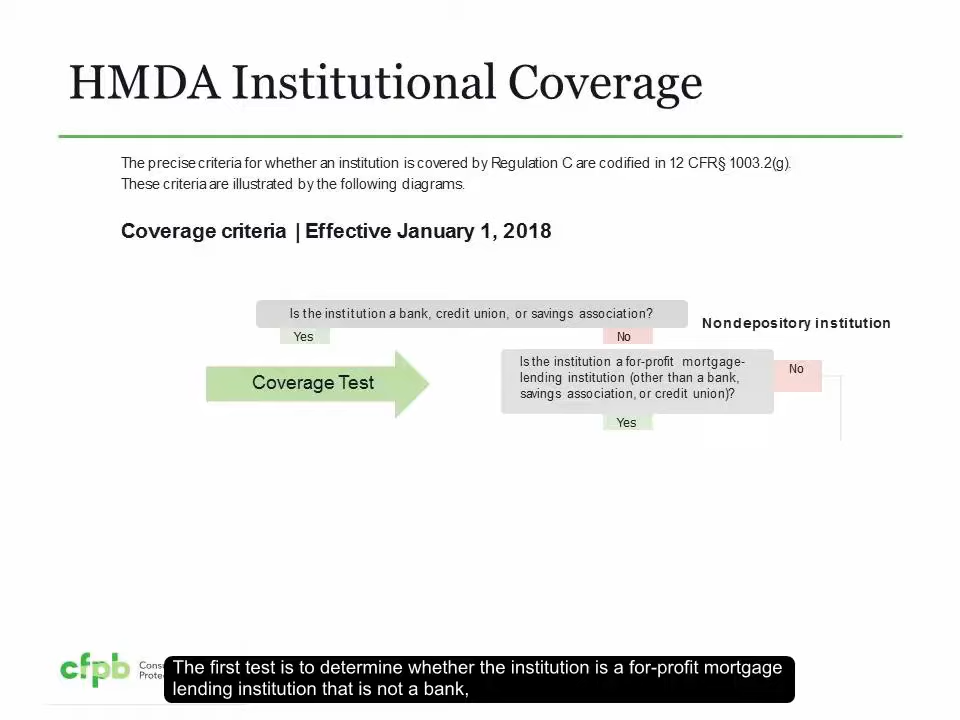 HMDA Institutional Coverage
The precise criteria for whether an institution is covered by Regulation C are codified in 12 CFR§ 1003.2(g).
These criteria are illustrated by the following diagrams.
Coverage criteria | Effective January 1, 2018
Is the institution a bank, credit union, or savings association?
Nondepository institution
Yes
No
Coverage Test
Is the institution a for-profit mortgage-
lending institution (other than a bank,
savings association, or credit union)?
No
Yes
cfpb
The first test is to determine whether the institution is a for-profit mortgage
lending institution that is not a bank,